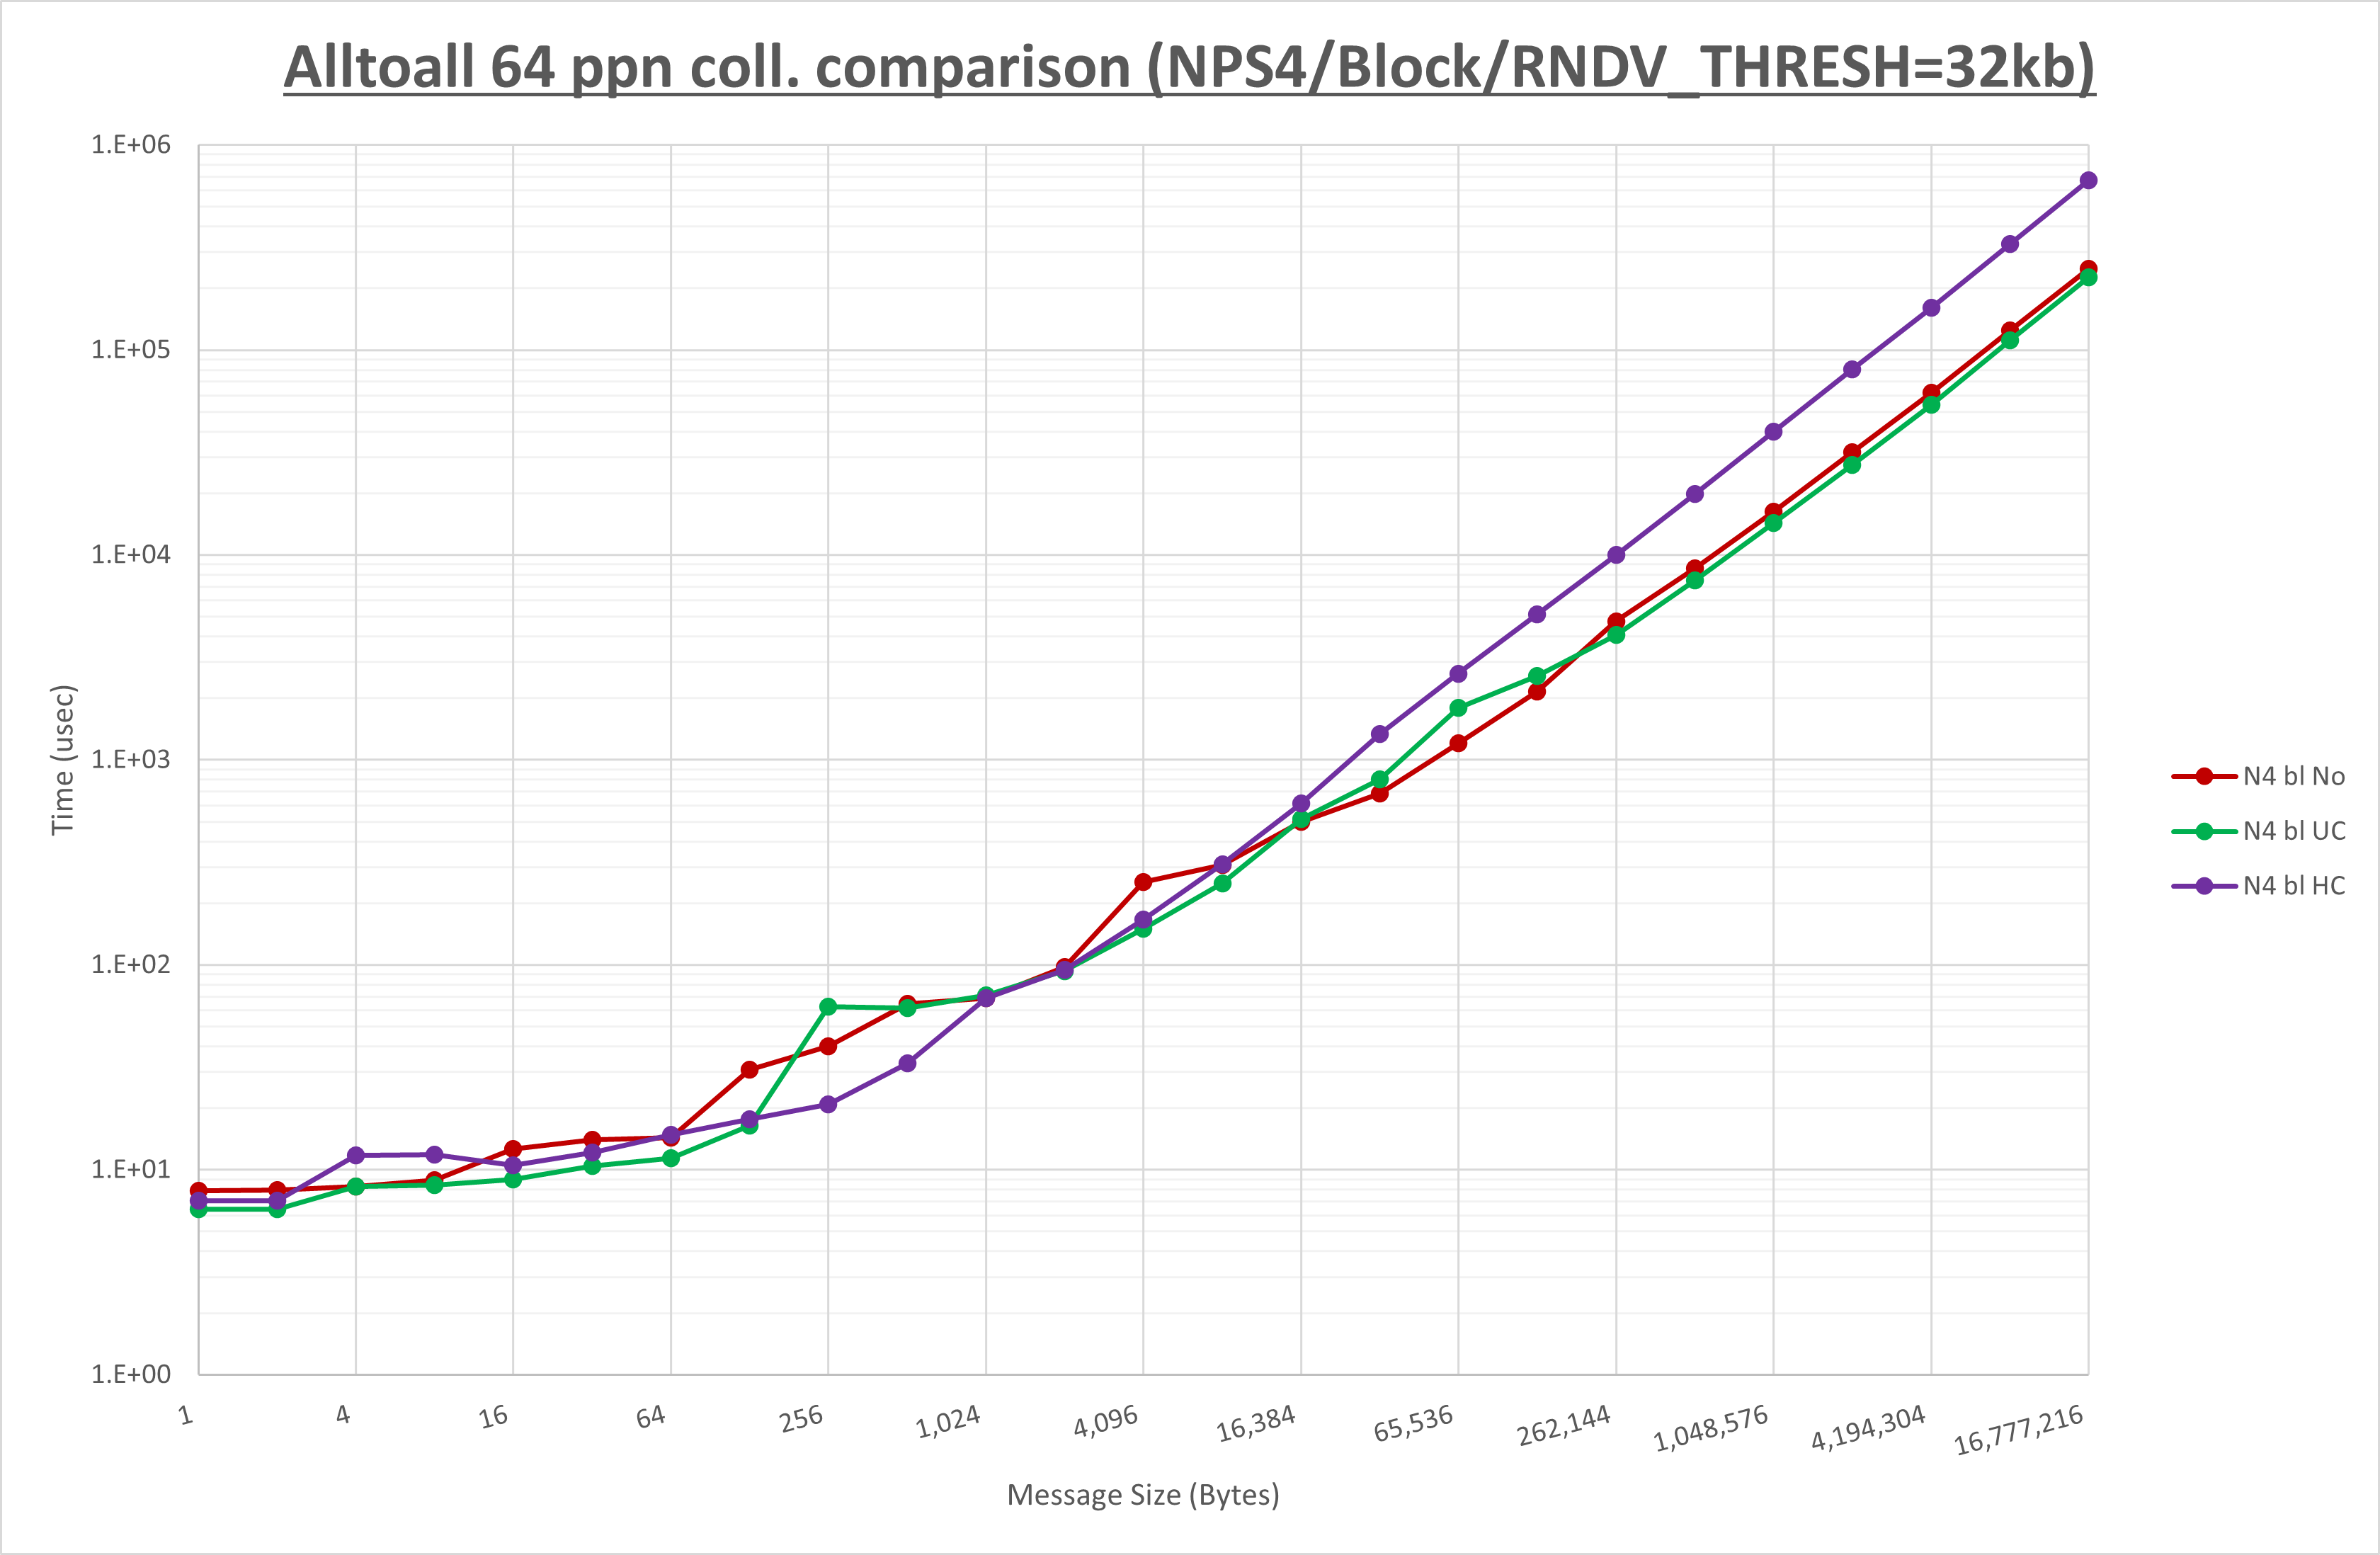 Alltoall 64 ppn coll. comparison (NPS4/Block/RNDV_THRESH=32kb)
1.E+06
1.E+05
1.E+04
1.E+03
1.E+02
1.E+01
1.E+00
Time (usec)
1 4 16 64 256 1,024 4,096 16,384 65,536 262,144 1,048,576 4,194,304 16,777,216
Message Size (Bytes)
N4 bl No
N4 bl UC
N4 bl HC